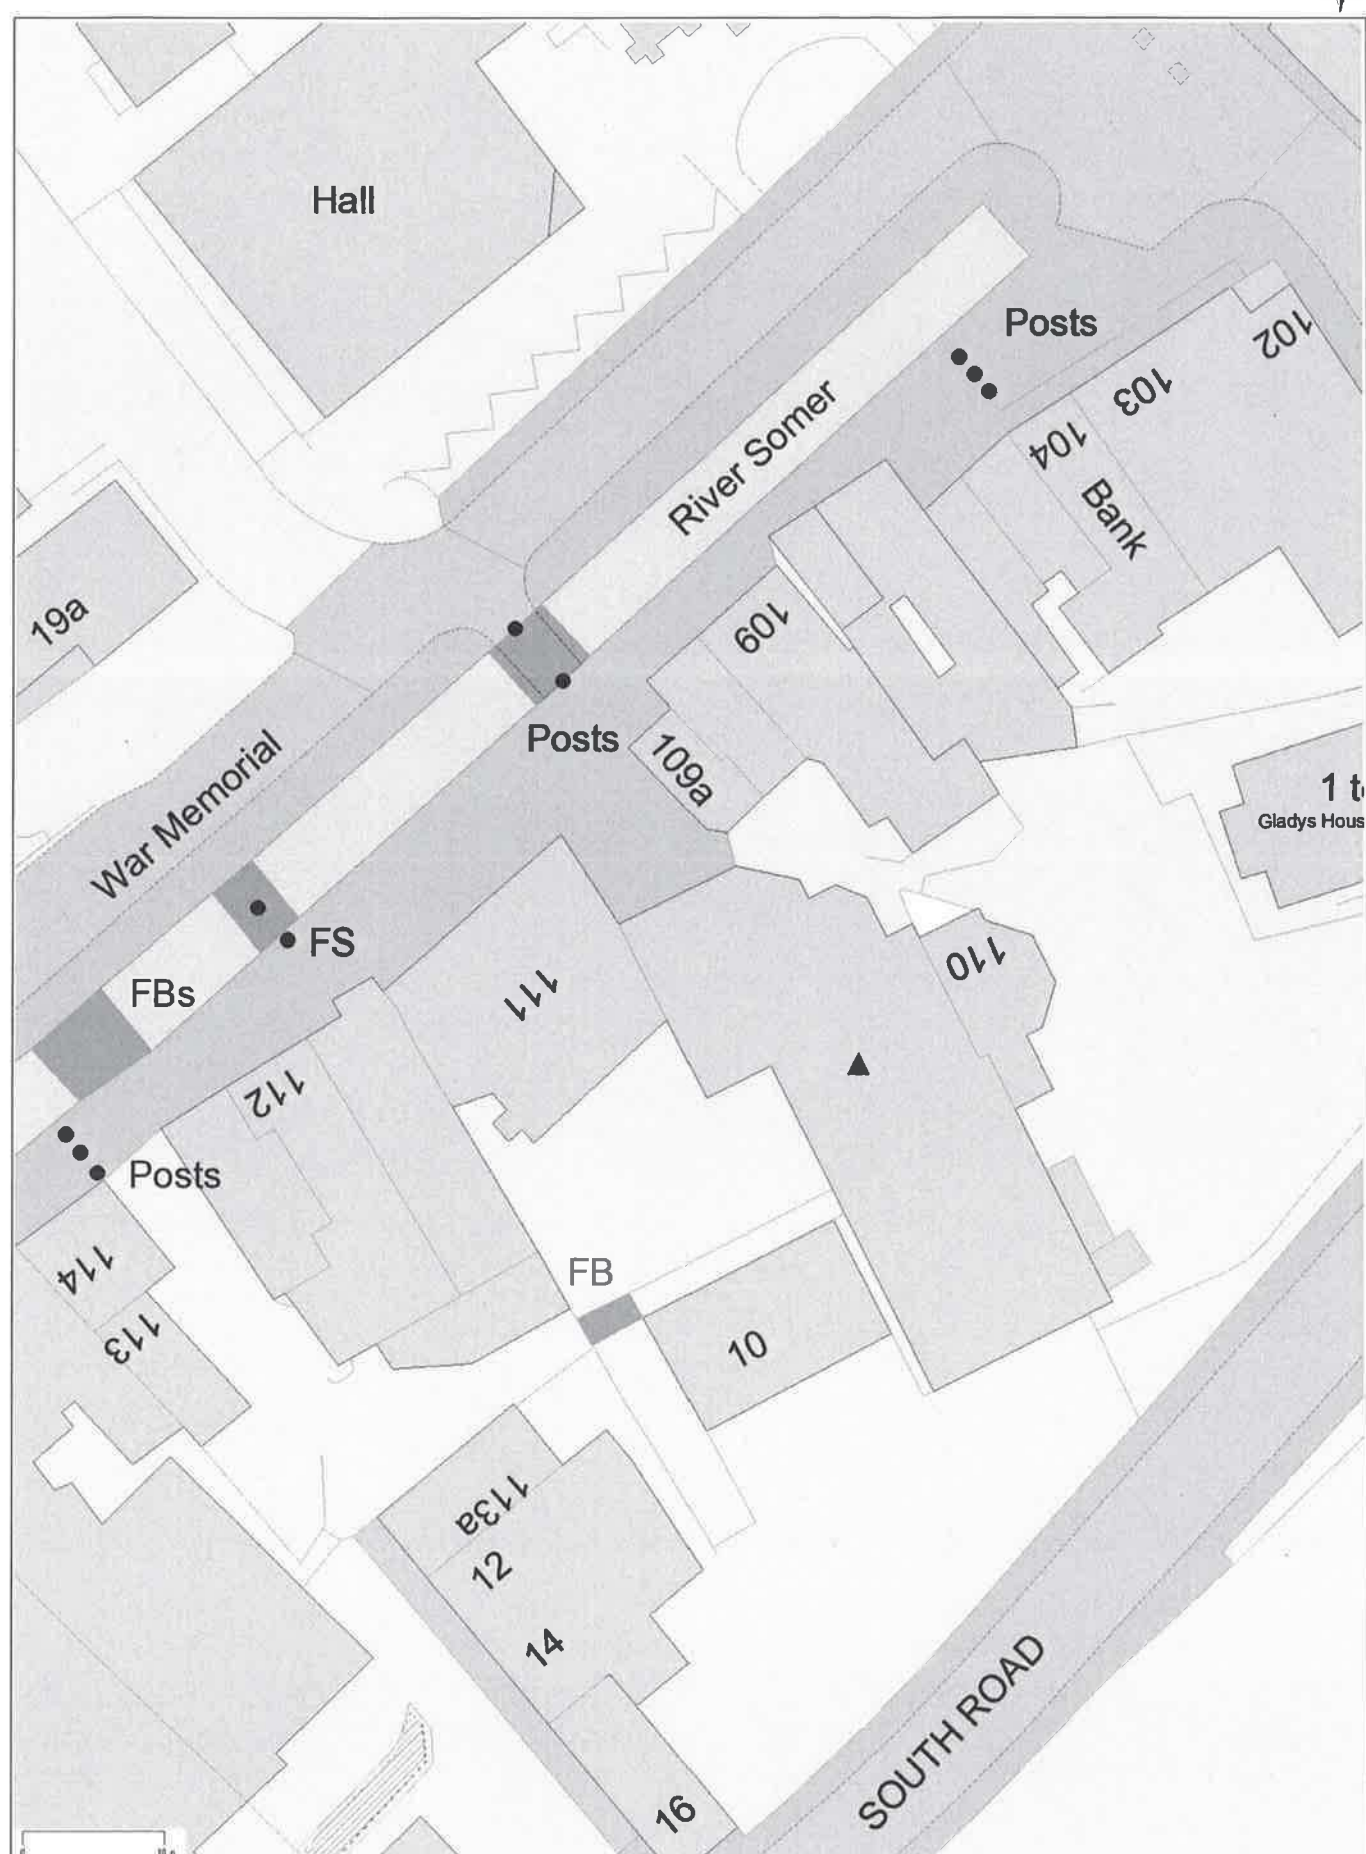 Hall
Posts
102
103
River Somer
104
Bank
19a
109
Posts
109a
War Memorial
1 t
Gladys Hous
FS
110
FBs
111
112
Posts
114
FB
113
10
113a
12
14
SOUTH ROAD
16